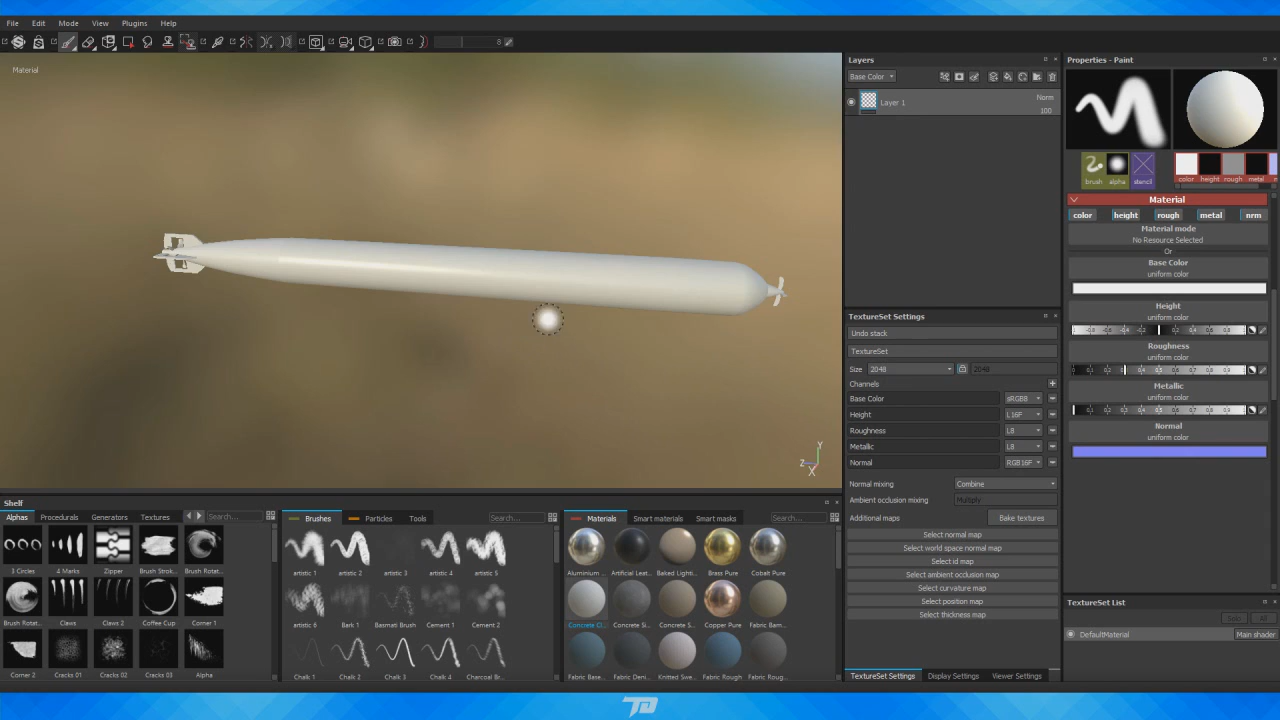 File Edit Mode View Plugins Help
8
Material
Y
Z X
Layers
Base Color
Layer 1 Norm
100
TextureSet Settings
Undo stack
TextureSet
Size 2048 2048
Channels
Base Color sRGB8
Height L16F
Roughness L8
Metallic L8
Normal RGB16F
Normal mixing Combine
Ambient occlusion mixing Multiply
Additional maps Bake textures
Select normal map
Select world space normal map
Select id map
Select ambient occlusion map
Select curvature map
Select position map
Select thickness map
TextureSet Settings Display Settings Viewer Settings
Properties - Paint
brush alpha stencil color height rough metal
Material
color height rough metal nrm
Material mode
No Resource Selected
Or
Base Color
uniform color
Height
uniform color
Roughness
uniform color
Metallic
uniform color
Normal
uniform color
TextureSet List
Solo All
DefaultMaterial Main shader
Shelf
Alphas Procedurals Generators Textures Search...
3 Circles 4 Marks Zipper Brush Strok... Brush Rotat...
Brush Rotat... Claws Claws 2 Coffee Cup Corner 1
Corner 2 Cracks 01 Cracks 02 Cracks 03 Alpha
Brushes Particles Tools Search...
artistic 1 artistic 2 artistic 3 artistic 4 artistic 5
artistic 6 Bark 1 Basmati Brush Cement 1 Cement 2
Chalk 1 Chalk 2 Chalk 3 Chalk 4 Charcoal Br...
Materials Smart materials Smart masks Search...
Aluminium ... Artificial Leat... Baked Lighti... Brass Pure Cobalt Pure
Concrete Cl... Concrete Si... Concrete S... Copper Pure Fabric Bam...
Fabric Base... Fabric Deni... Knitted Swe... Fabric Rough Fabric Roug...
TD